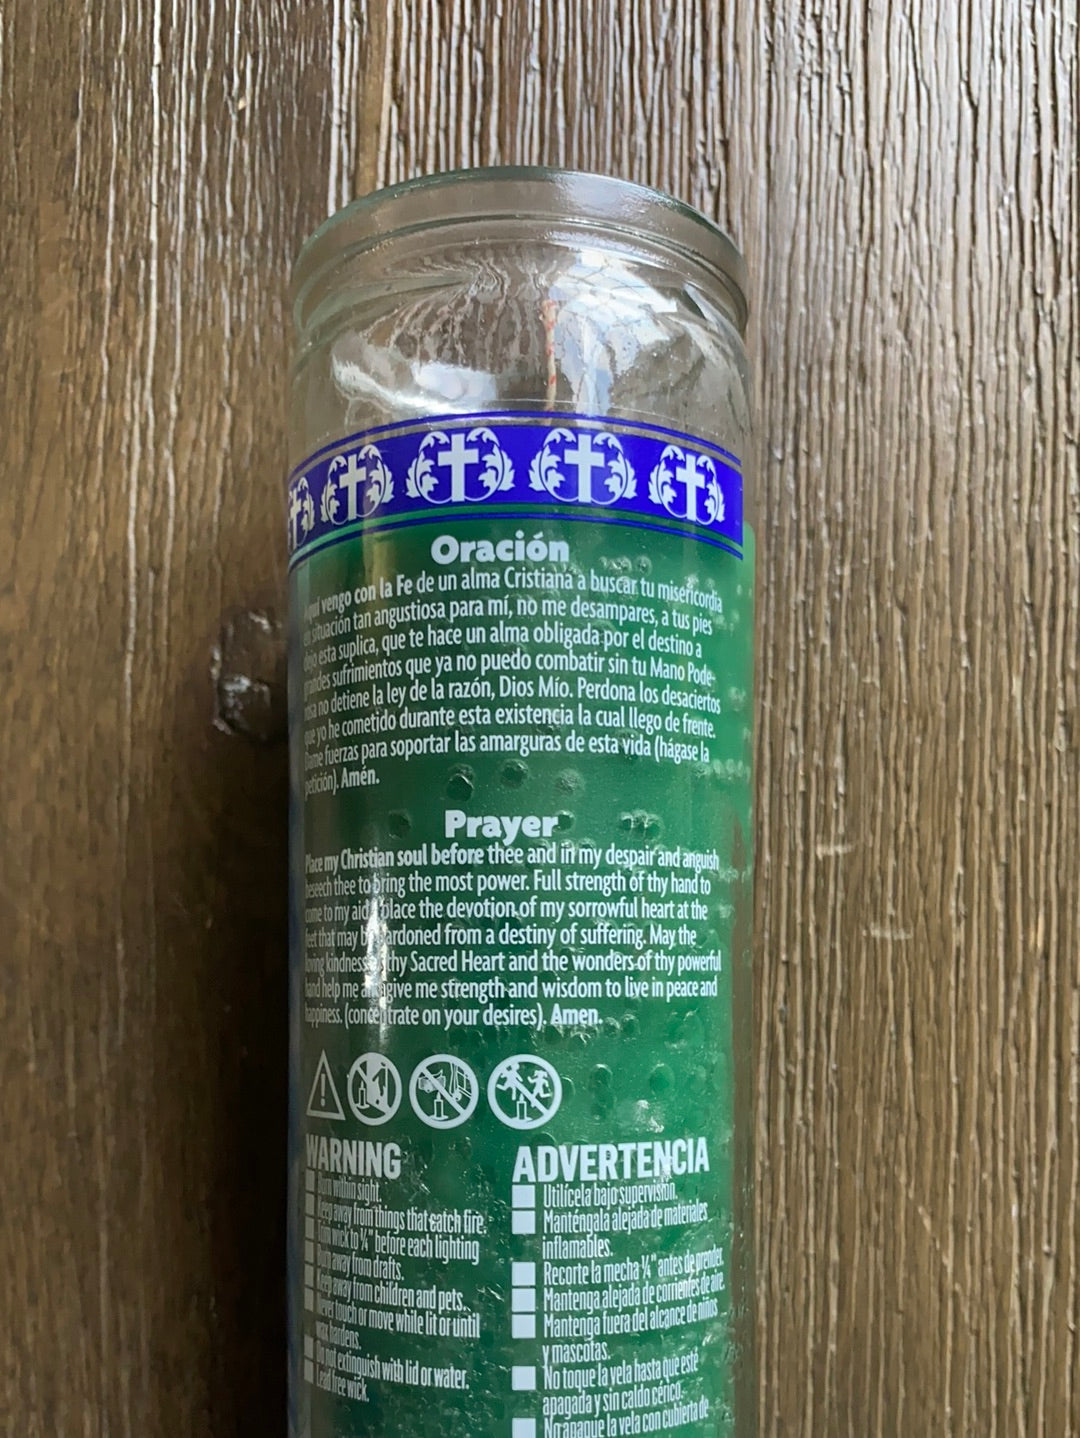 Oración
Aquí vengo con la Fe de un alma Cristiana a buscar tu misericordia
en situación tan angustiosa para mí, no me desampares, a tus pies
dejo esta suplica, que te hace un alma obligada por el destino a
grandes sufrimientos que ya no puedo combatir sin tu Mano Pode-
rosa no detiene la ley de la razón, Dios Mío. Perdona los desaciertos
que yo he cometido durante esta existencia la cual llego de frente.
Dame fuerzas para soportar las amarguras de esta vida (hágase la
petición). Amén.
Prayer
Place my Christian soul before thee and in my despair and anguish
beseech thee to bring the most power. Full strength of thy hand to
come to my aid place the devotion of my sorrowful heart at the
feet that may be pardoned from a destiny of suffering. May the
loving kindness thy Sacred Heart and the wonders of thy powerful
hand help me and give me strength and wisdom to live in peace and
happiness. (concentrate on your desires). Amen.
WARNING
Burn within sight.
Keep away from things that catch fire.
Trim wick to ¼" before each lighting
Burn away from drafts.
Keep away from children and pets.
Never touch or move while lit or until
wax hardens.
Do not extinguish with lid or water.
Lead free wick.
ADVERTENCIA
Utilícela bajo supervisión.
Manténgala alejada de materiales
inflamables.
Recorte la mecha ¼" antes de prender.
Mantenga alejada de corrientes de aire.
Mantenga fuera del alcance de niños
y mascotas.
No toque la vela hasta que esté
apagada y sin caldo cérico.
No apague la vela con cubierta de